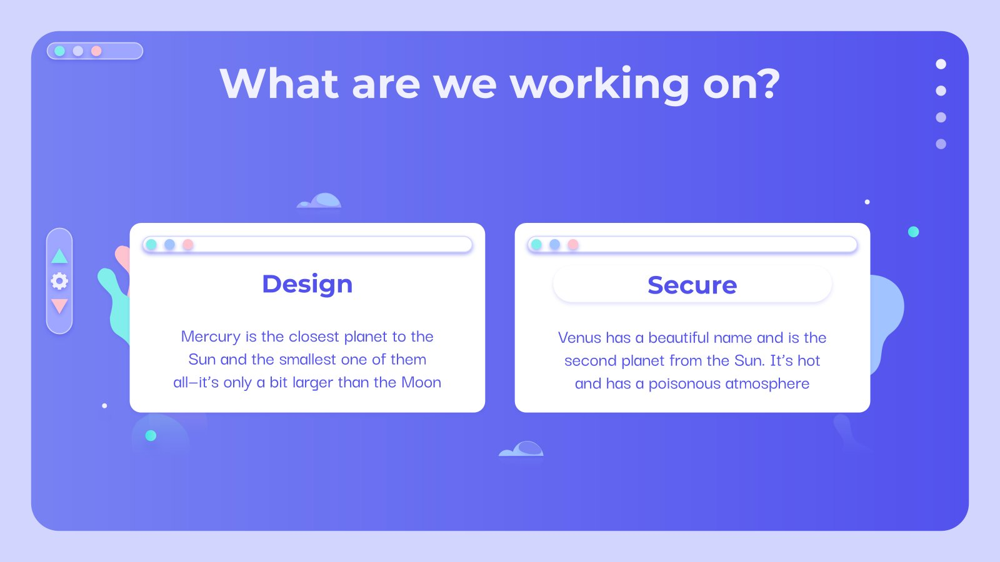 What are we working on?
Design
Mercury is the closest planet to the
Sun and the smallest one of them
all—it’s only a bit larger than the Moon
Secure
Venus has a beautiful name and is the
second planet from the Sun. It’s hot
and has a poisonous atmosphere